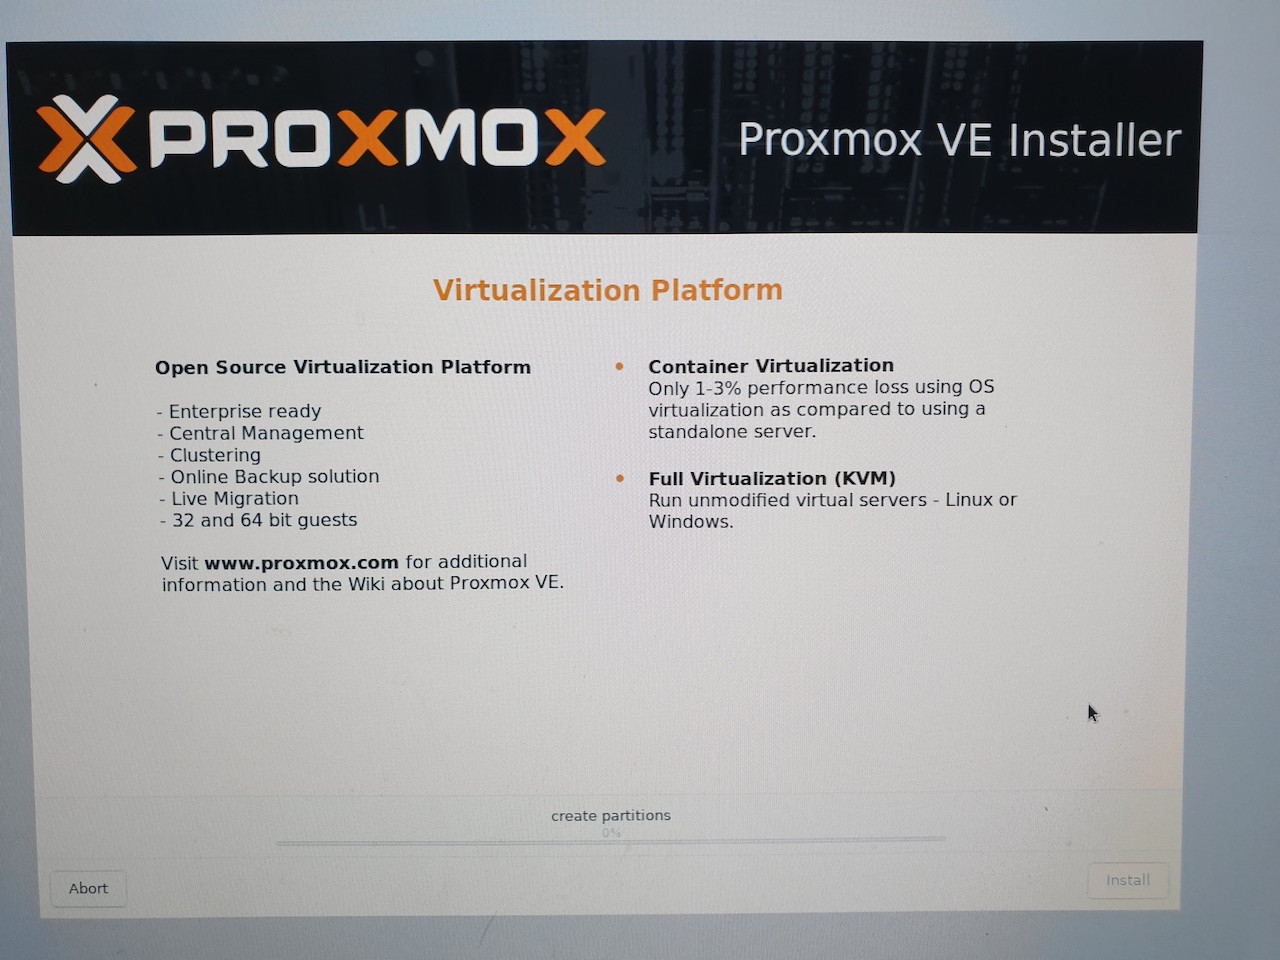 PROXMOX
Proxmox VE Installer
Virtualization Platform
Open Source Virtualization Platform
- Enterprise ready
- Central Management
- Clustering
- Online Backup solution
- Live Migration
- 32 and 64 bit guests
Visit www.proxmox.com for additional
information and the Wiki about Proxmox VE.
• Container Virtualization
Only 1-3% performance loss using OS
virtualization as compared to using a
standalone server.
• Full Virtualization (KVM)
Run unmodified virtual servers - Linux or
Windows.
create partitions
0%
Abort
Install